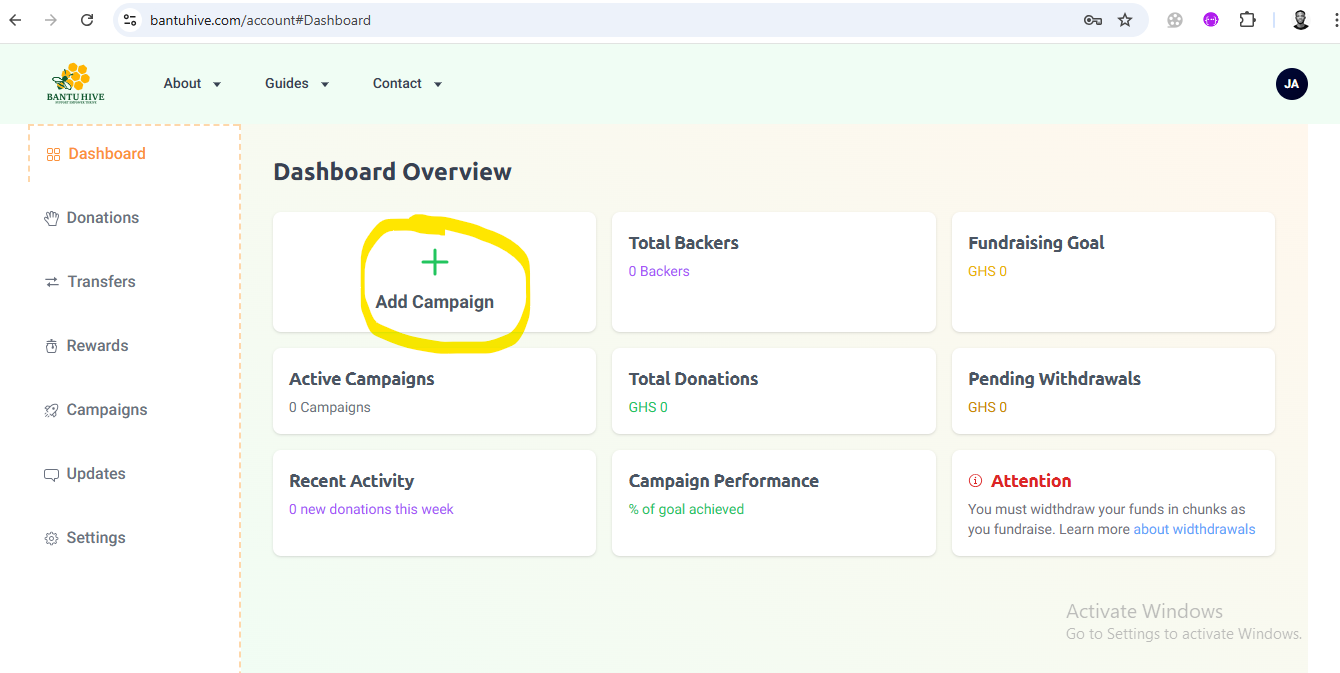 bantuhive.com/account#Dashboard
BANTU HIVE
SUPPORT EMPOWER THRIVE
About
Guides
Contact
JA
Dashboard
Donations
Transfers
Rewards
Campaigns
Updates
Settings
Dashboard Overview
Add Campaign
Total Backers
0 Backers
Fundraising Goal
GHS 0
Active Campaigns
0 Campaigns
Total Donations
GHS 0
Pending Withdrawals
GHS 0
Recent Activity
0 new donations this week
Campaign Performance
% of goal achieved
Attention
You must widthdraw your funds in chunks as
you fundraise. Learn more about widthdrawals
Activate Windows
Go to Settings to activate Windows.